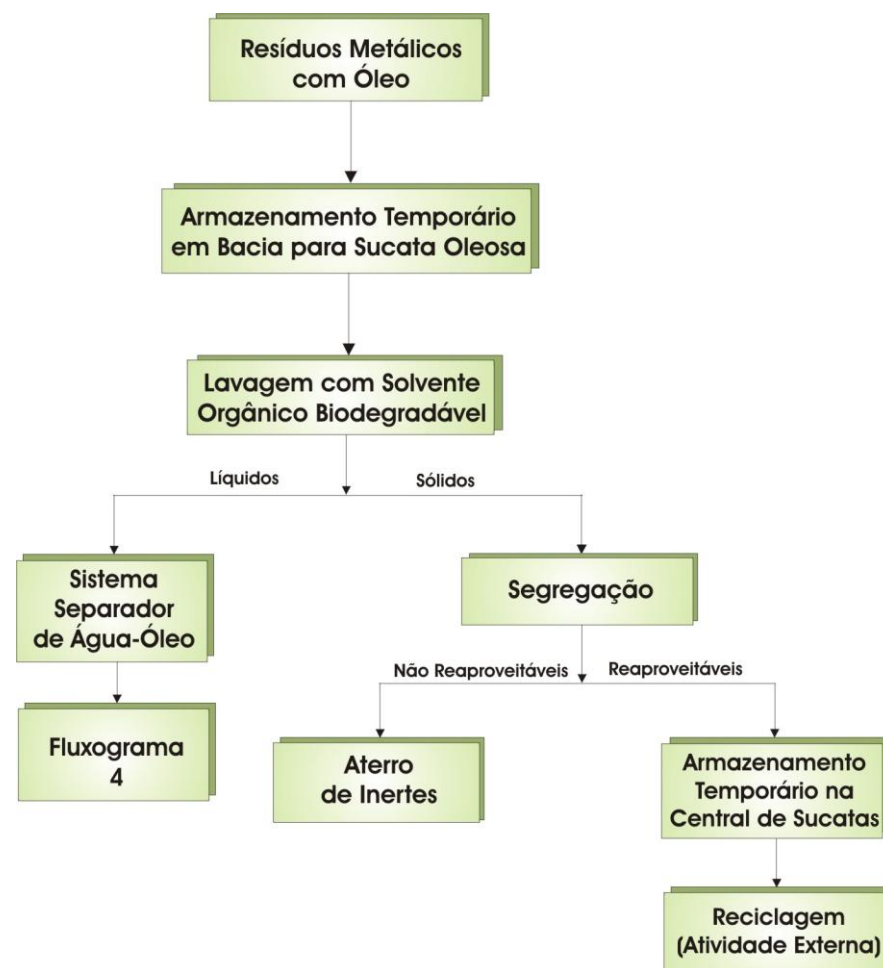 Resíduos Metálicos
com Óleo
Armazenamento Temporário
em Bacia para Sucata Oleosa
Lavagem com Solvente
Orgânico Biodegradável
Líquidos
Sólidos
Sistema
Separador
de Água-Óleo
Segregação
Não Reaproveitáveis
Reaproveitáveis
Fluxograma
4
Aterro
de Inertes
Armazenamento
Temporário na
Central de Sucatas
Reciclagem
(Atividade Externa)